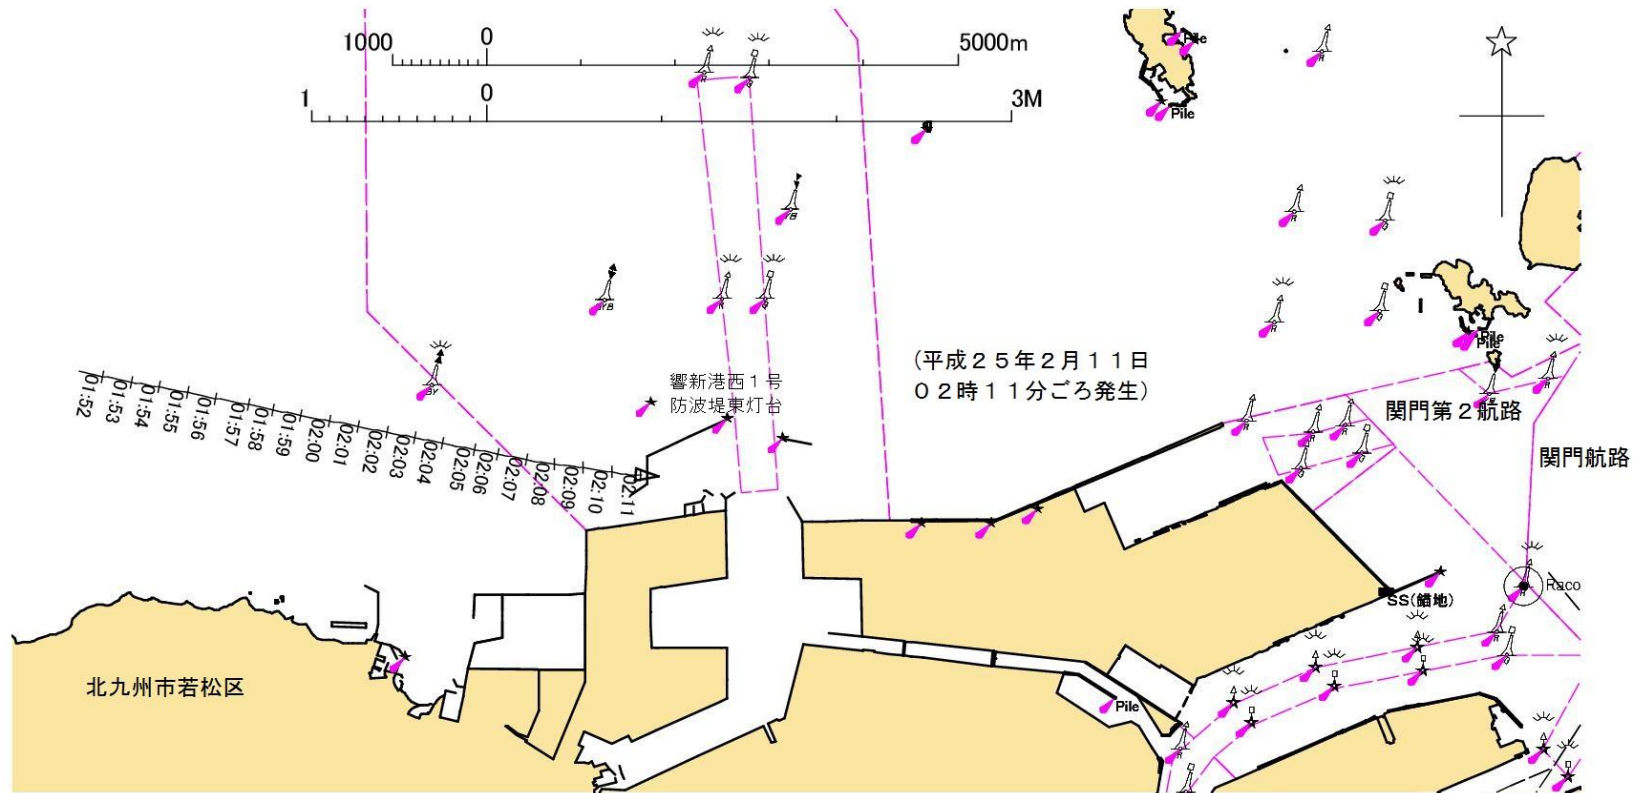 1000
0
5000m
1
0
3M
Pile
Pile
R
G
YB
R
G
BYB
BY
R
G
R
G
R
Pile
Pile
(平成25年2月11日
02時11分ごろ発生)
響新港西1号
防波堤東灯台
01:52
01:53
01:54
01:55
01:56
01:57
01:58
01:59
02:00
02:01
02:02
02:03
02:04
02:05
02:06
02:07
02:08
02:09
02:10
02:11
関門第2航路
関門航路
Raco
SS(錨地)
北九州市若松区
Pile